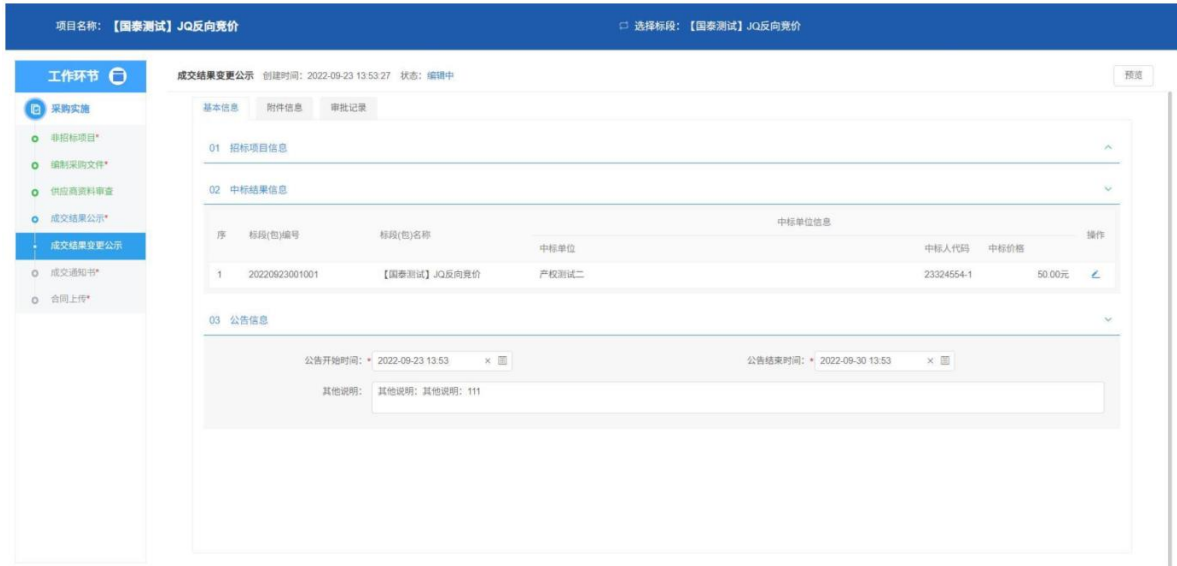 项目名称：【国泰测试】JQ反向竞价
选择标段：【国泰测试】JQ反向竞价
工作环节
采购实施
非招标项目*
编制采购文件*
供应商资料审查
成交结果公示*
成交结果变更公示
成交通知书*
合同上传*
成交结果变更公示 创建时间：2022-09-23 13:53:27 状态：编辑中
预览
基本信息 附件信息 审批记录
01 招标项目信息
02 中标结果信息
序 标段(包)编号 标段(包)名称 中标单位信息 操作
中标单位 中标人代码 中标价格
1 20220923001001 【国泰测试】JQ反向竞价 产权测试二 23324554-1 50.00元
03 公告信息
公告开始时间：* 2022-09-23 13:53 公告结束时间：* 2022-09-30 13:53
其他说明： 其他说明；其他说明：111